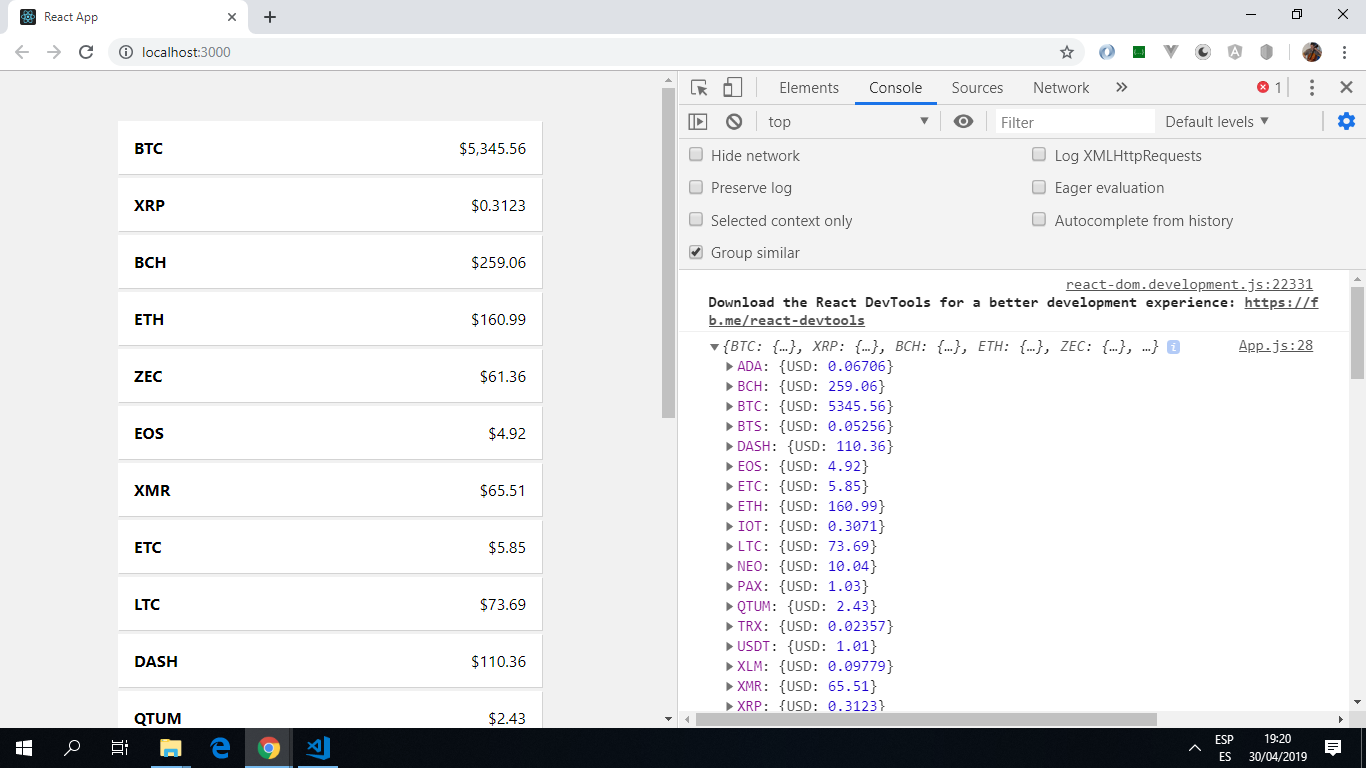 React App
localhost:3000
BTC $5,345.56
XRP $0.3123
BCH $259.06
ETH $160.99
ZEC $61.36
EOS $4.92
XMR $65.51
ETC $5.85
LTC $73.69
DASH $110.36
QTUM $2.43
Elements Console Sources Network 1
top Filter Default levels
Hide network Log XMLHttpRequests
Preserve log Eager evaluation
Selected context only Autocomplete from history
Group similar
react-dom.development.js:22331
Download the React DevTools for a better development experience: https://f
b.me/react-devtools
{BTC: {…}, XRP: {…}, BCH: {…}, ETH: {…}, ZEC: {…}, …} i App.js:28
ADA: {USD: 0.06706}
BCH: {USD: 259.06}
BTC: {USD: 5345.56}
BTS: {USD: 0.05256}
DASH: {USD: 110.36}
EOS: {USD: 4.92}
ETC: {USD: 5.85}
ETH: {USD: 160.99}
IOT: {USD: 0.3071}
LTC: {USD: 73.69}
NEO: {USD: 10.04}
PAX: {USD: 1.03}
QTUM: {USD: 2.43}
TRX: {USD: 0.02357}
USDT: {USD: 1.01}
XLM: {USD: 0.09779}
XMR: {USD: 65.51}
XRP: {USD: 0.3123}
ESP
ES
19:20
30/04/2019